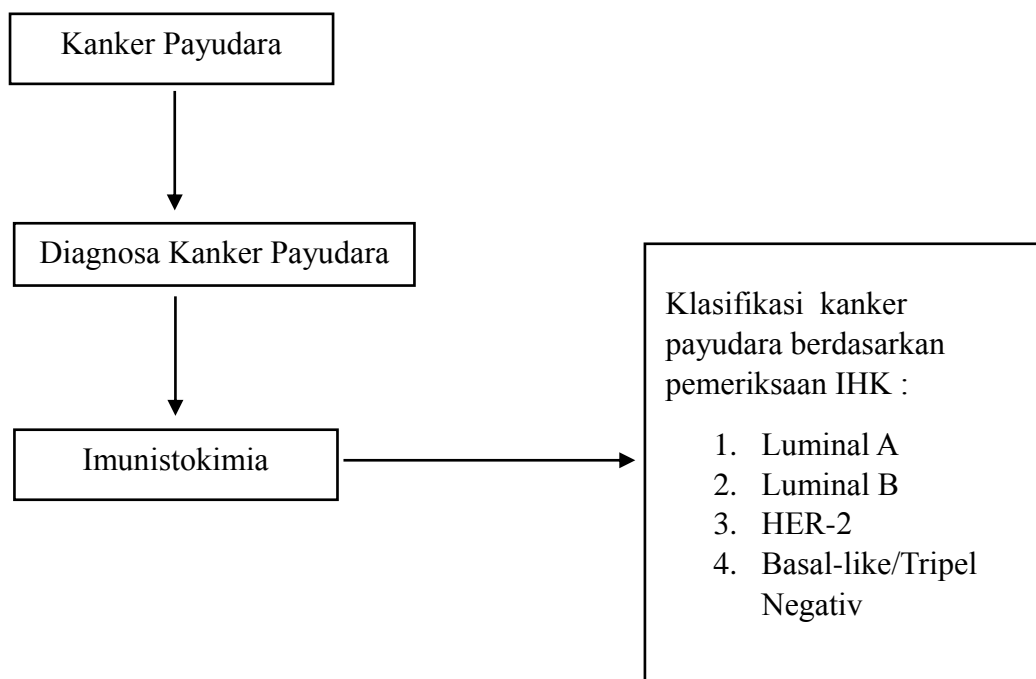 Kanker Payudara
Diagnosa Kanker Payudara
Imunistokimia
Klasifikasi kanker
payudara berdasarkan
pemeriksaan IHK :
1. Luminal A
2. Luminal B
3. HER-2
4. Basal-like/Tripel
Negativ